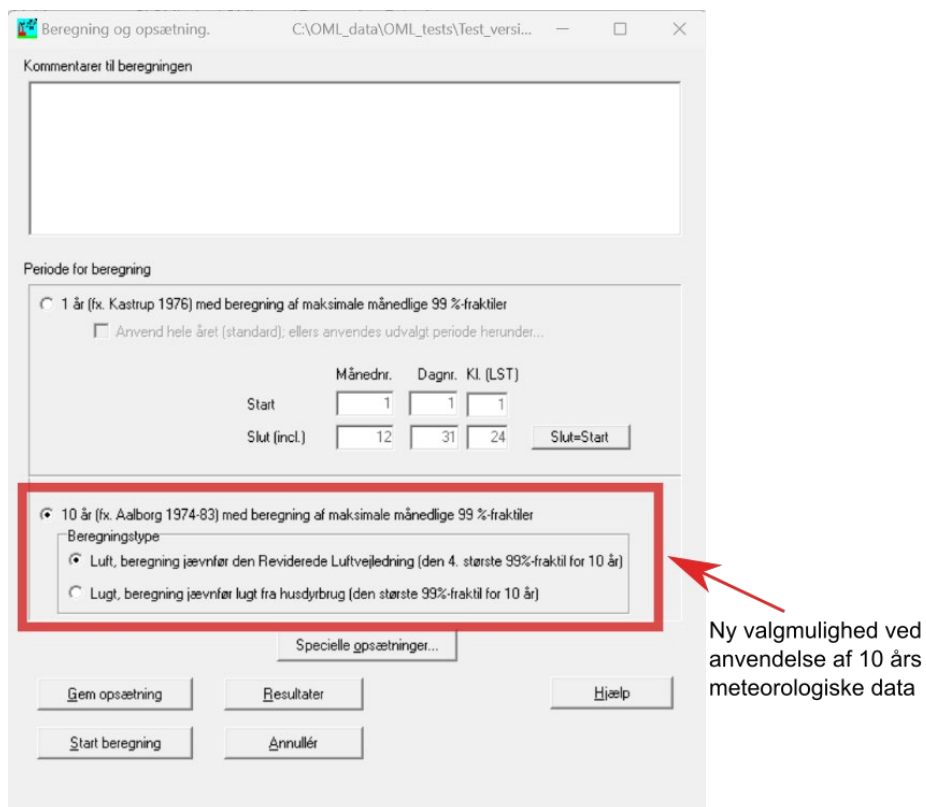 Beregning og opsætning. C:\OML_data\OML_tests\Test_versi...
Kommentarer til beregningen
Periode for beregning
1 år (fx. Kastrup 1976) med beregning af maksimale månedlige 99 %-fraktiler
Anvend hele året (standard); ellers anvendes udvalgt periode herunder...
Månednr. Dagnr. Kl. (LST)
Start 1 1 1
Slut (incl.) 12 31 24 Slut=Start
10 år (fx. Aalborg 1974-83) med beregning af maksimale månedlige 99 %-fraktiler
Beregningstype
Luft, beregning jævnfør den Reviderede Luftvejledning (den 4. største 99%-fraktil for 10 år)
Lugt, beregning jævnfør lugt fra husdyrbrug (den største 99%-fraktil for 10 år)
Ny valgmulighed ved
anvendelse af 10 års
meteorologiske data
Specielle opsætninger...
Gem opsætning Resultater Hjælp
Start beregning Annullér